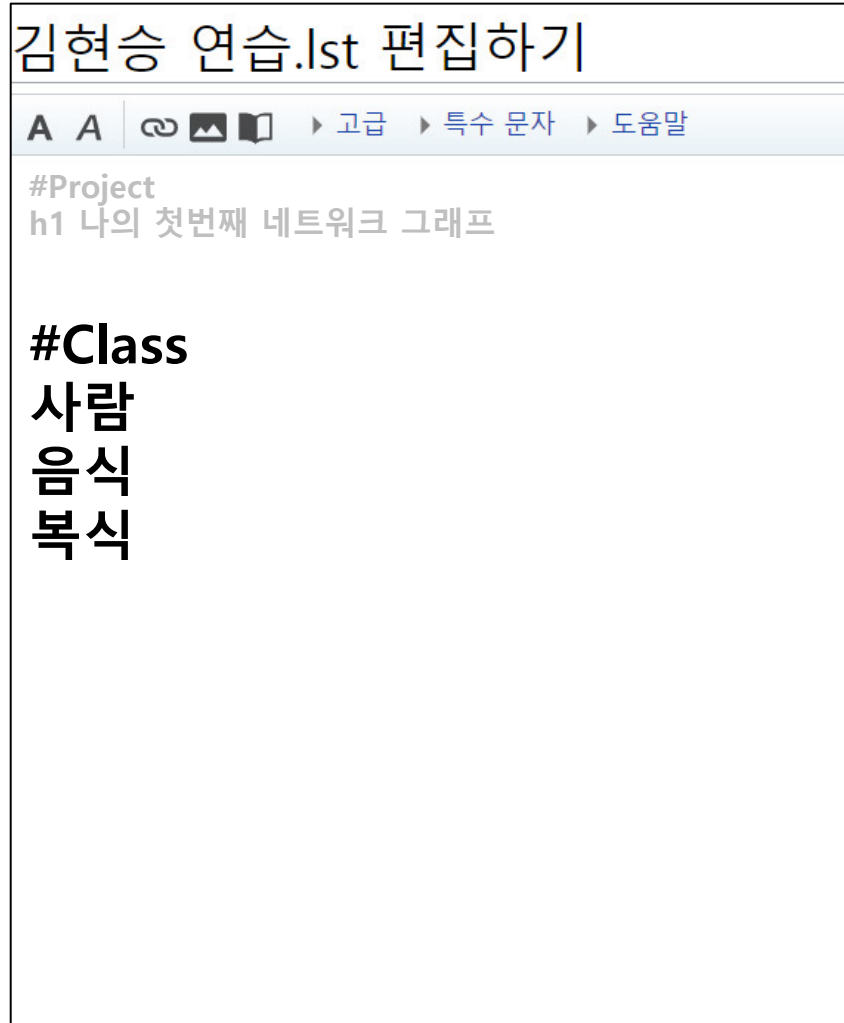 김현승 연습.lst 편집하기
A A 고급 특수 문자 도움말
#Project
h1 나의 첫번째 네트워크 그래프
#Class
사람
음식
복식